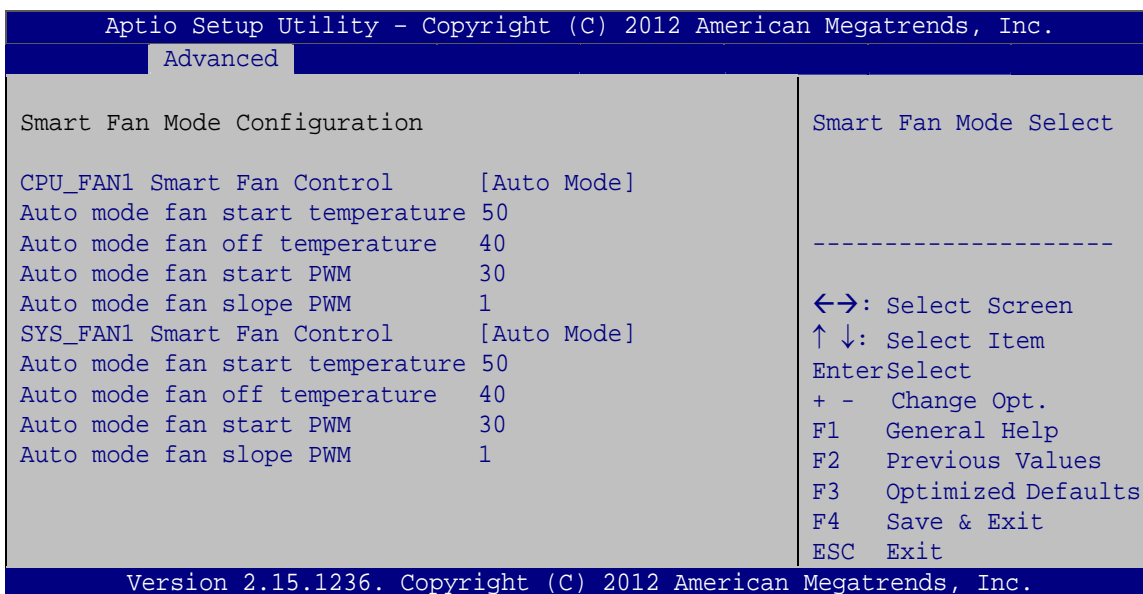 Aptio Setup Utility – Copyright (C) 2012 American Megatrends, Inc.
Advanced
Smart Fan Mode Configuration
CPU_FAN1 Smart Fan Control [Auto Mode]
Auto mode fan start temperature 50
Auto mode fan off temperature 40
Auto mode fan start PWM 30
Auto mode fan slope PWM 1
SYS_FAN1 Smart Fan Control [Auto Mode]
Auto mode fan start temperature 50
Auto mode fan off temperature 40
Auto mode fan start PWM 30
Auto mode fan slope PWM 1
Smart Fan Mode Select
---------------------
←→: Select Screen
↑ ↓: Select Item
EnterSelect
+ - Change Opt.
F1 General Help
F2 Previous Values
F3 Optimized Defaults
F4 Save & Exit
ESC Exit
Version 2.15.1236. Copyright (C) 2012 American Megatrends, Inc.